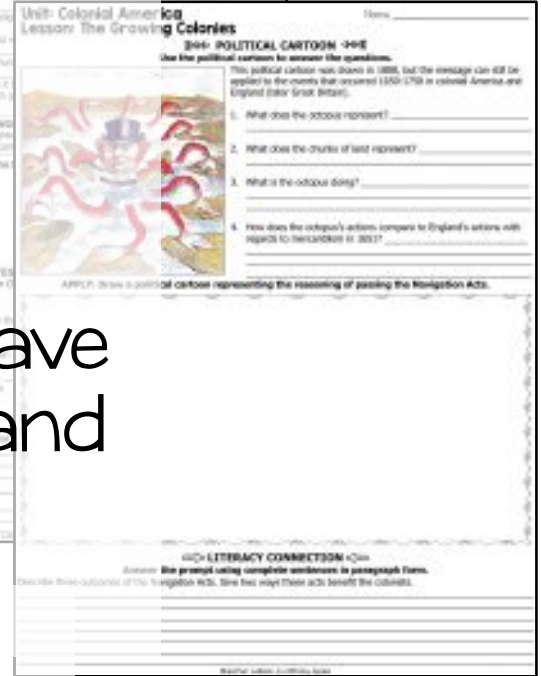 Unit: Colonial America
Name
Lesson: The Growing Colonies
POLITICAL CARTOON
Use the political cartoon to answer the questions.
This political cartoon was drawn in 1888, but the message can still be
applied to the events that occurred 1650-1750 in colonial America and
England (later Great Britain).
1. What does the octopus represent?
2. What does the chunks of land represent?
3. What is the octopus doing?
4. How does the octopus's actions compare to England's actions with
regards to mercantilism in 1651?
APPLY: Draw a political cartoon representing the reasoning of passing the Navigation Acts.
ave
and
LITERACY CONNECTION
Answer the prompt using complete sentences in paragraph form.
Describe three outcomes of the Navigation Acts. Give two ways these acts benefit the colonists.